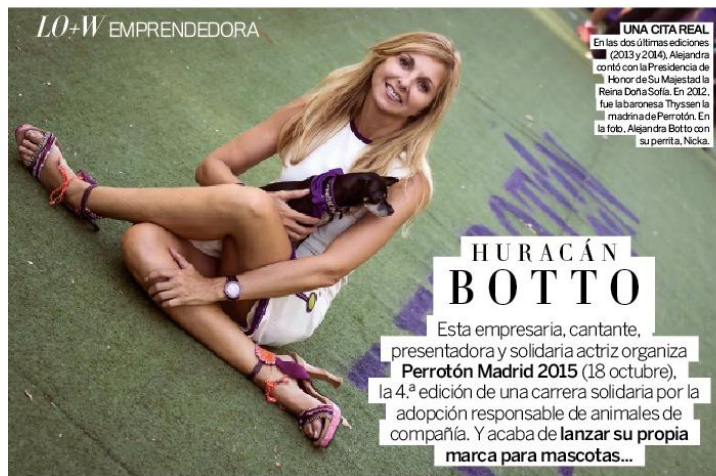 LO+W EMPRENDEDORA
UNA CITA REAL
En las dos últimas ediciones
(2013 y 2014), Alejandra
contó con la Presidencia de
Honor de Su Majestad la
Reina Doña Sofía. En 2012,
fue la baronesa Thyssen la
madrina de Perrotón. En
la foto, Alejandra Botto con
su perrita, Nicka.
HURACÁN
BOTTO
Esta empresaria, cantante,
presentadora y solidaria actriz organiza
Perrotón Madrid 2015 (18 octubre),
la 4.ª edición de una carrera solidaria por la
adopción responsable de animales de
compañía. Y acaba de lanzar su propia
marca para mascotas...